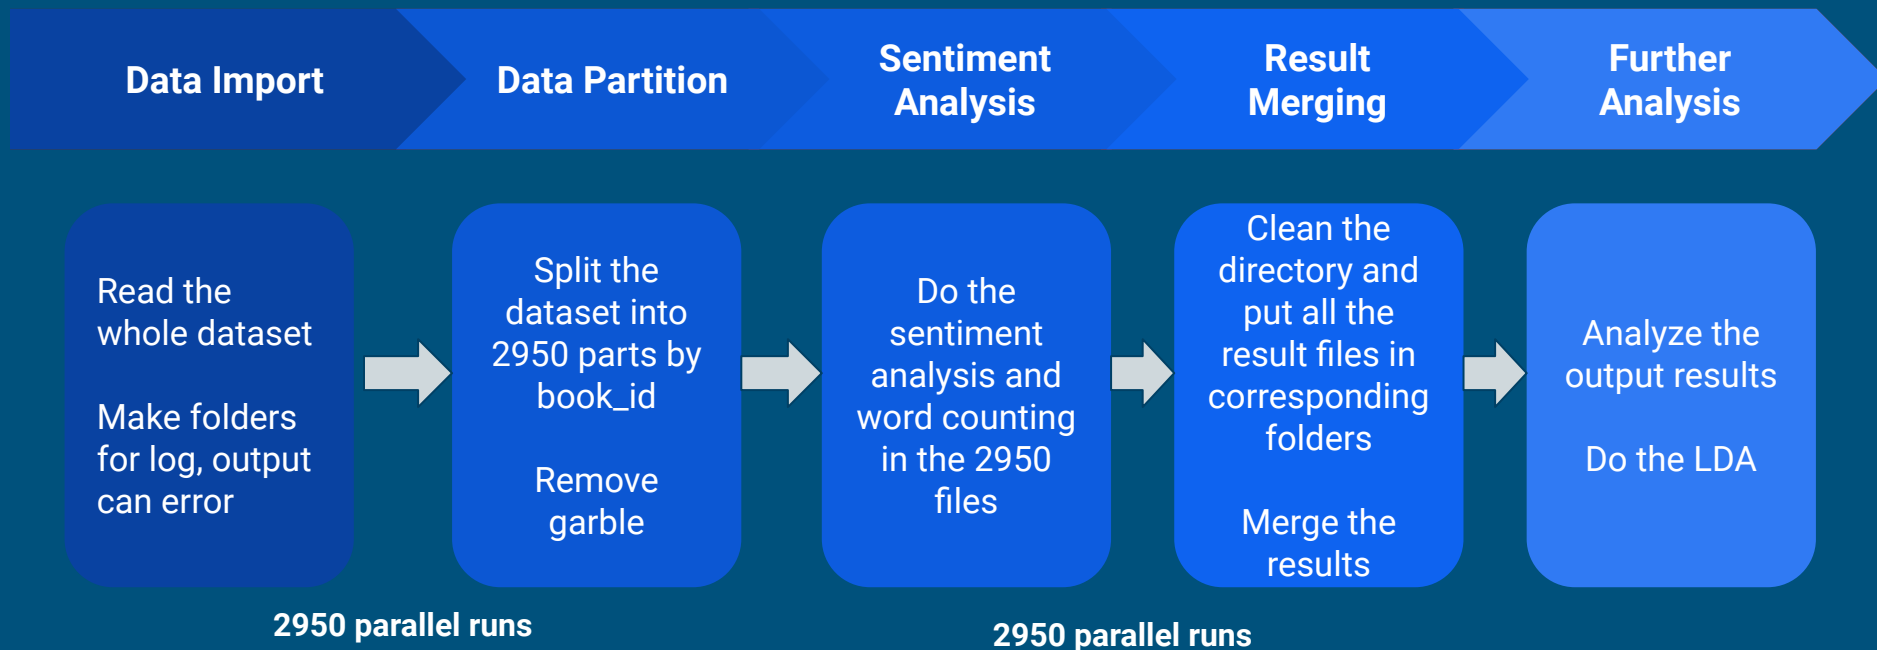 Data Import
Data Partition
Sentiment
Analysis
Result
Merging
Further
Analysis
Read the
whole dataset
Make folders
for log, output
can error
Split the
dataset into
2950 parts by
book_id
Remove
garble
Do the
sentiment
analysis and
word counting
in the 2950
files
Clean the
directory and
put all the
result files in
corresponding
folders
Merge the
results
Analyze the
output results
Do the LDA
2950 parallel runs
2950 parallel runs